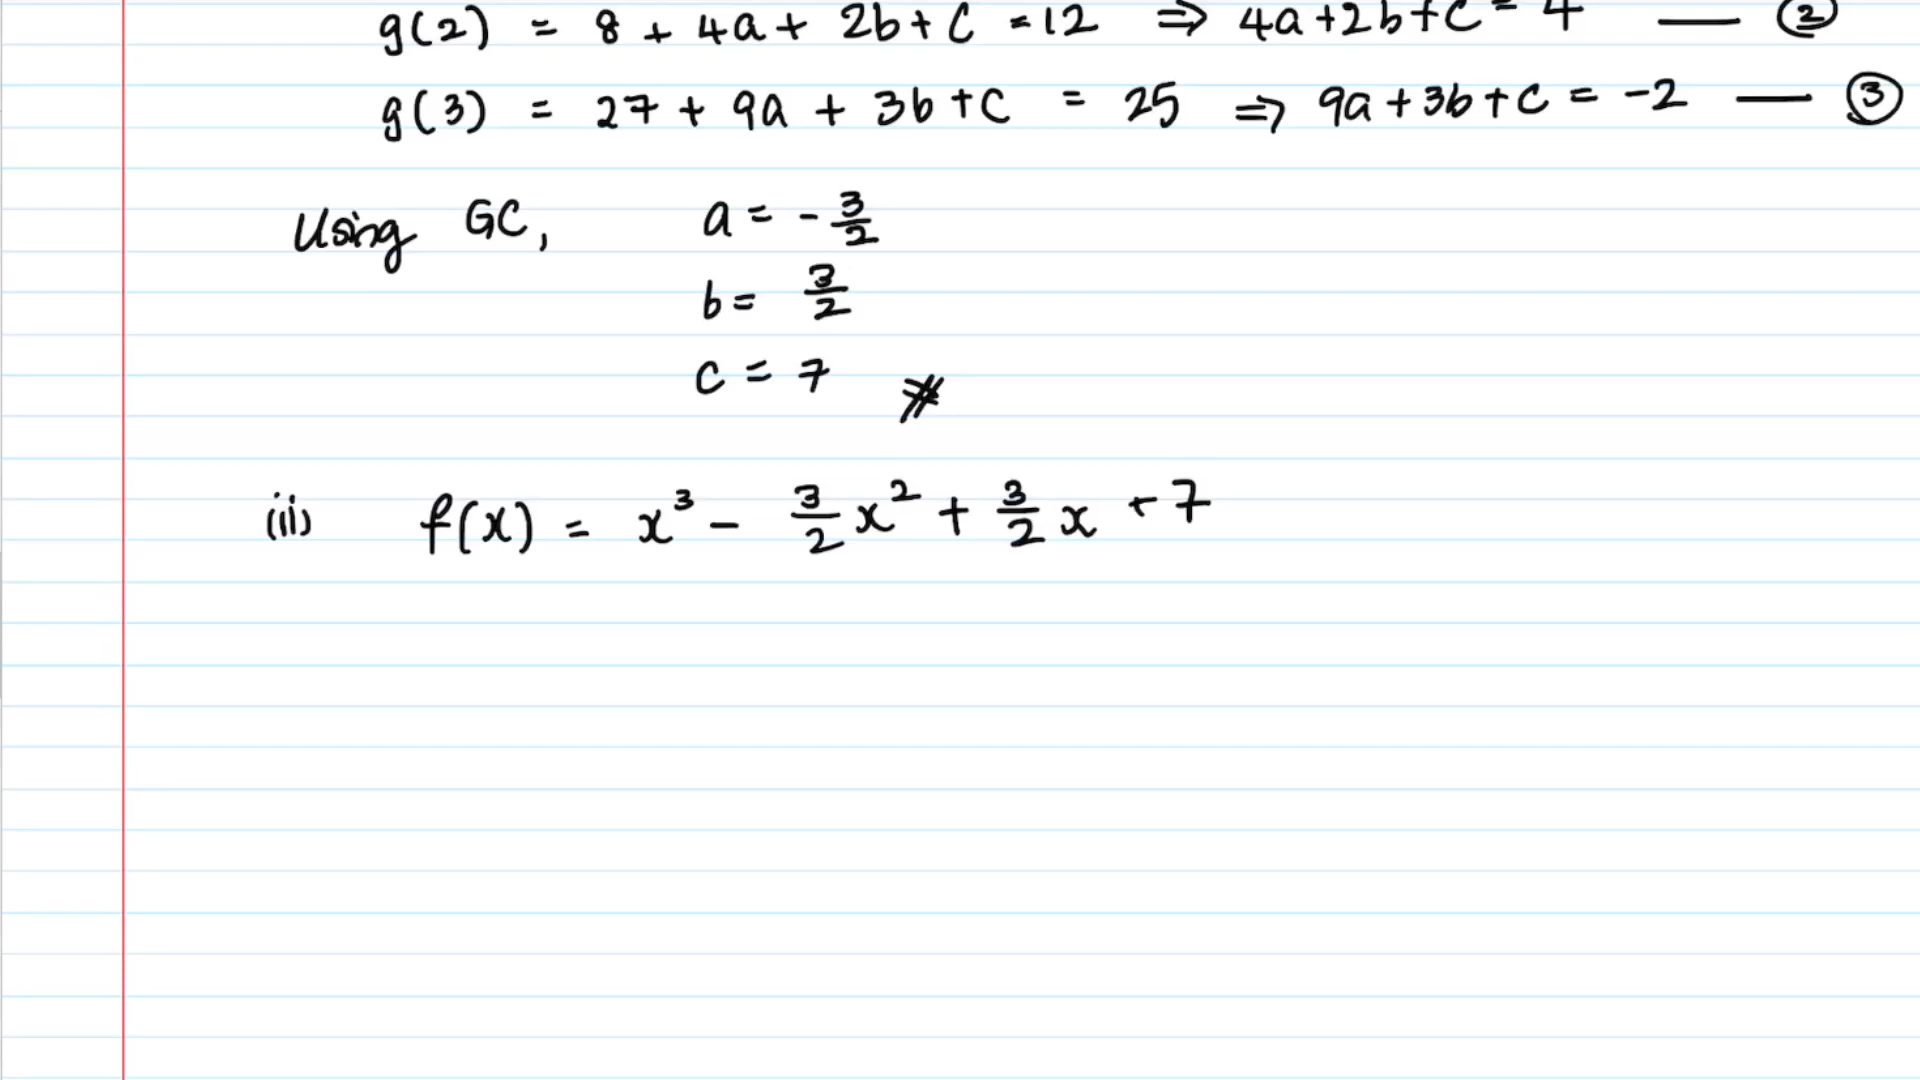 g(2) = 8 + 4a + 2b + c = 12 ⇒ 4a + 2b + c = 4 — ②
g(3) = 27 + 9a + 3b + c = 25 ⇒ 9a + 3b + c = -2 — ③
Using GC, a = -3/2
b = 3/2
c = 7
(ii) f(x) = x³ - 3/2 x² + 3/2 x + 7